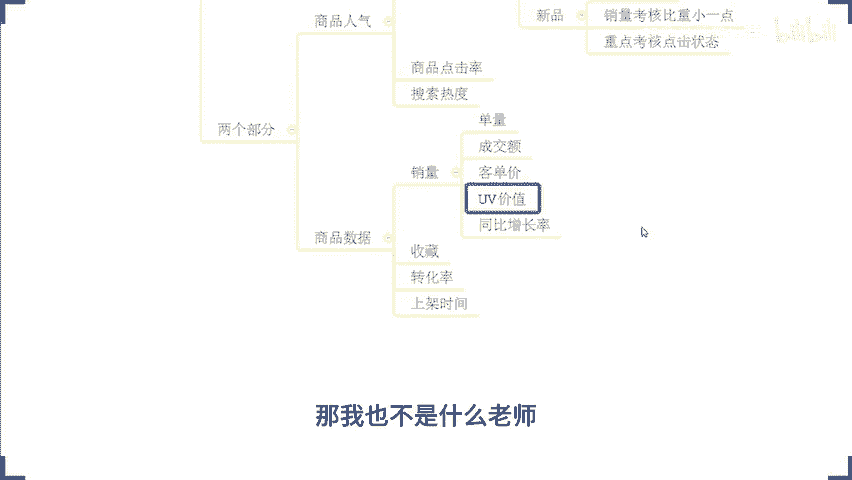 商品人气
新品
销量考核比重小一点
重点考核点击状态
商品点击率
搜索热度
两个部分
单量
成交额
销量
客单价
UV价值
同比增长率
商品数据
收藏
转化率
上架时间
那我也不是什么老师